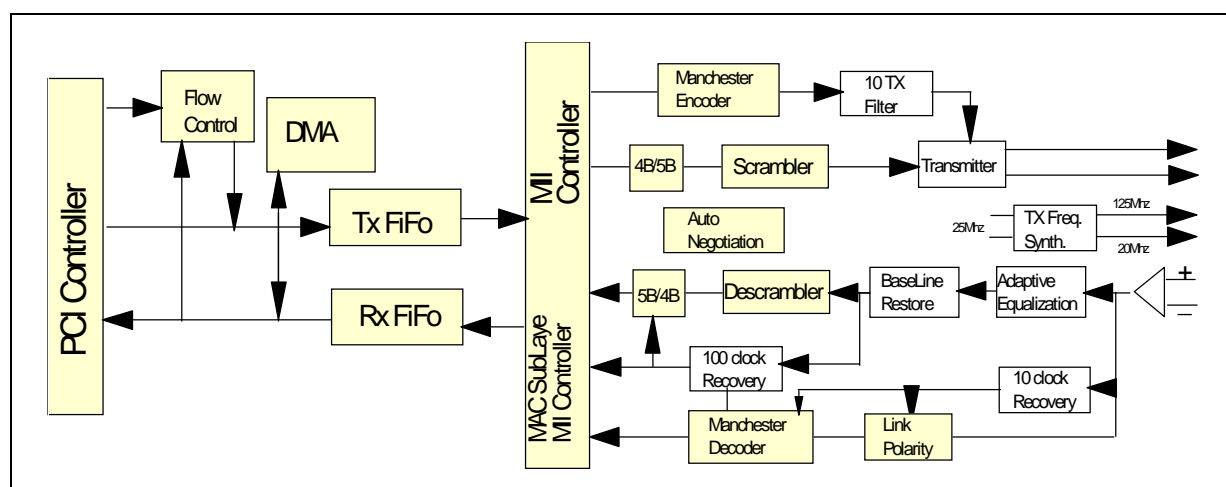 PCI Controller
Flow
Control
DMA
Tx FiFo
Rx FiFo
MII
Controller
MAC SubLaye
MII Controller
Manchester
Encoder
10 TX
Filter
4B/5B
Scrambler
Transmitter
Auto
Negotiation
25Mhz
TX Freq.
Synth.
125Mhz
20Mhz
5B/4B
Descrambler
BaseLine
Restore
Adaptive
Equalization
+
–
100 clock
Recovery
10 clock
Recovery
Manchester
Decoder
Link
Polarity